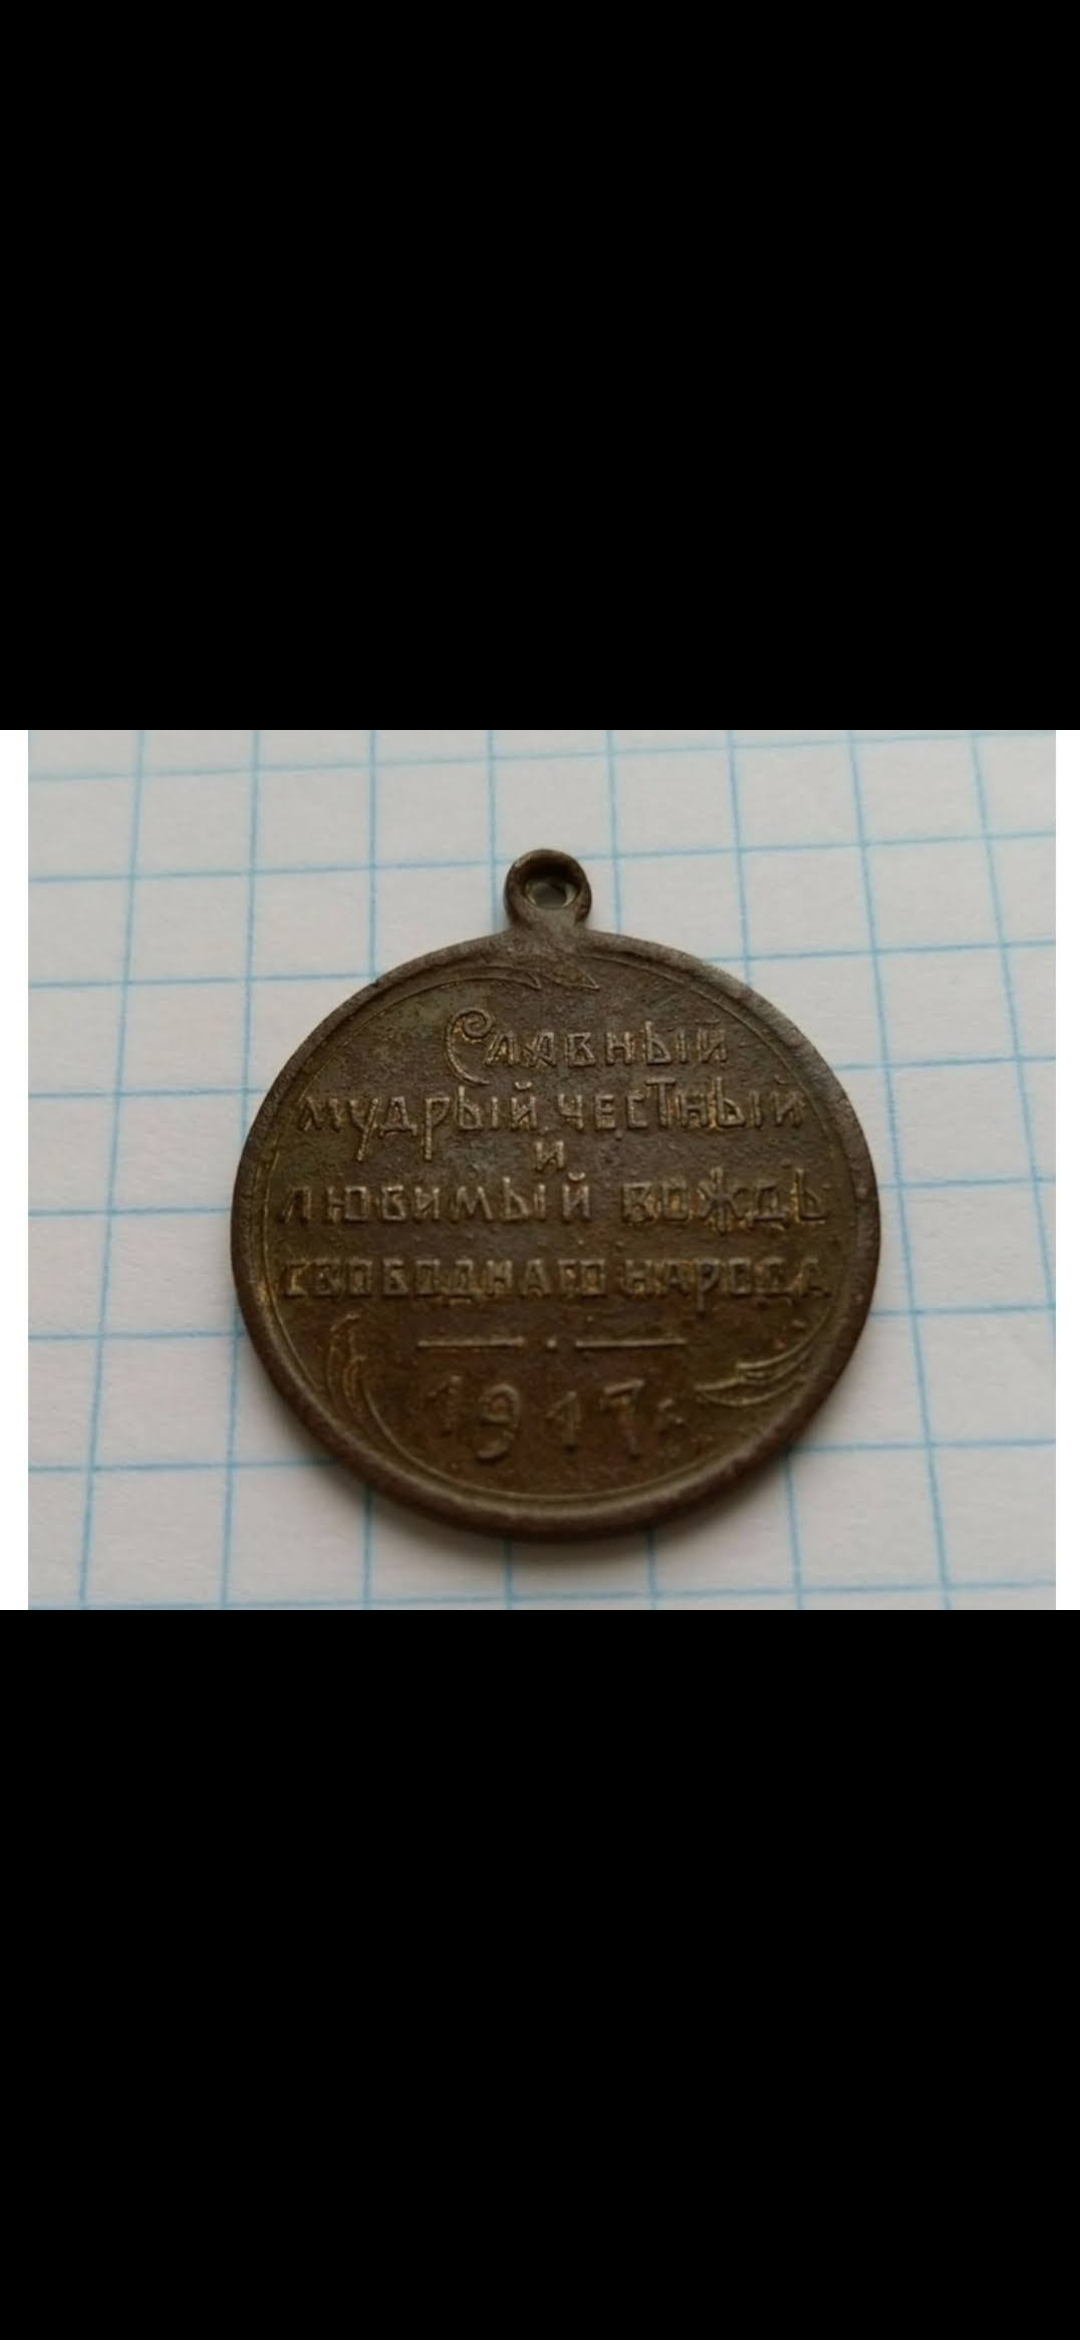 Славный
мудрый честный
и
любимый вождь
свободнаго народа
1917 г